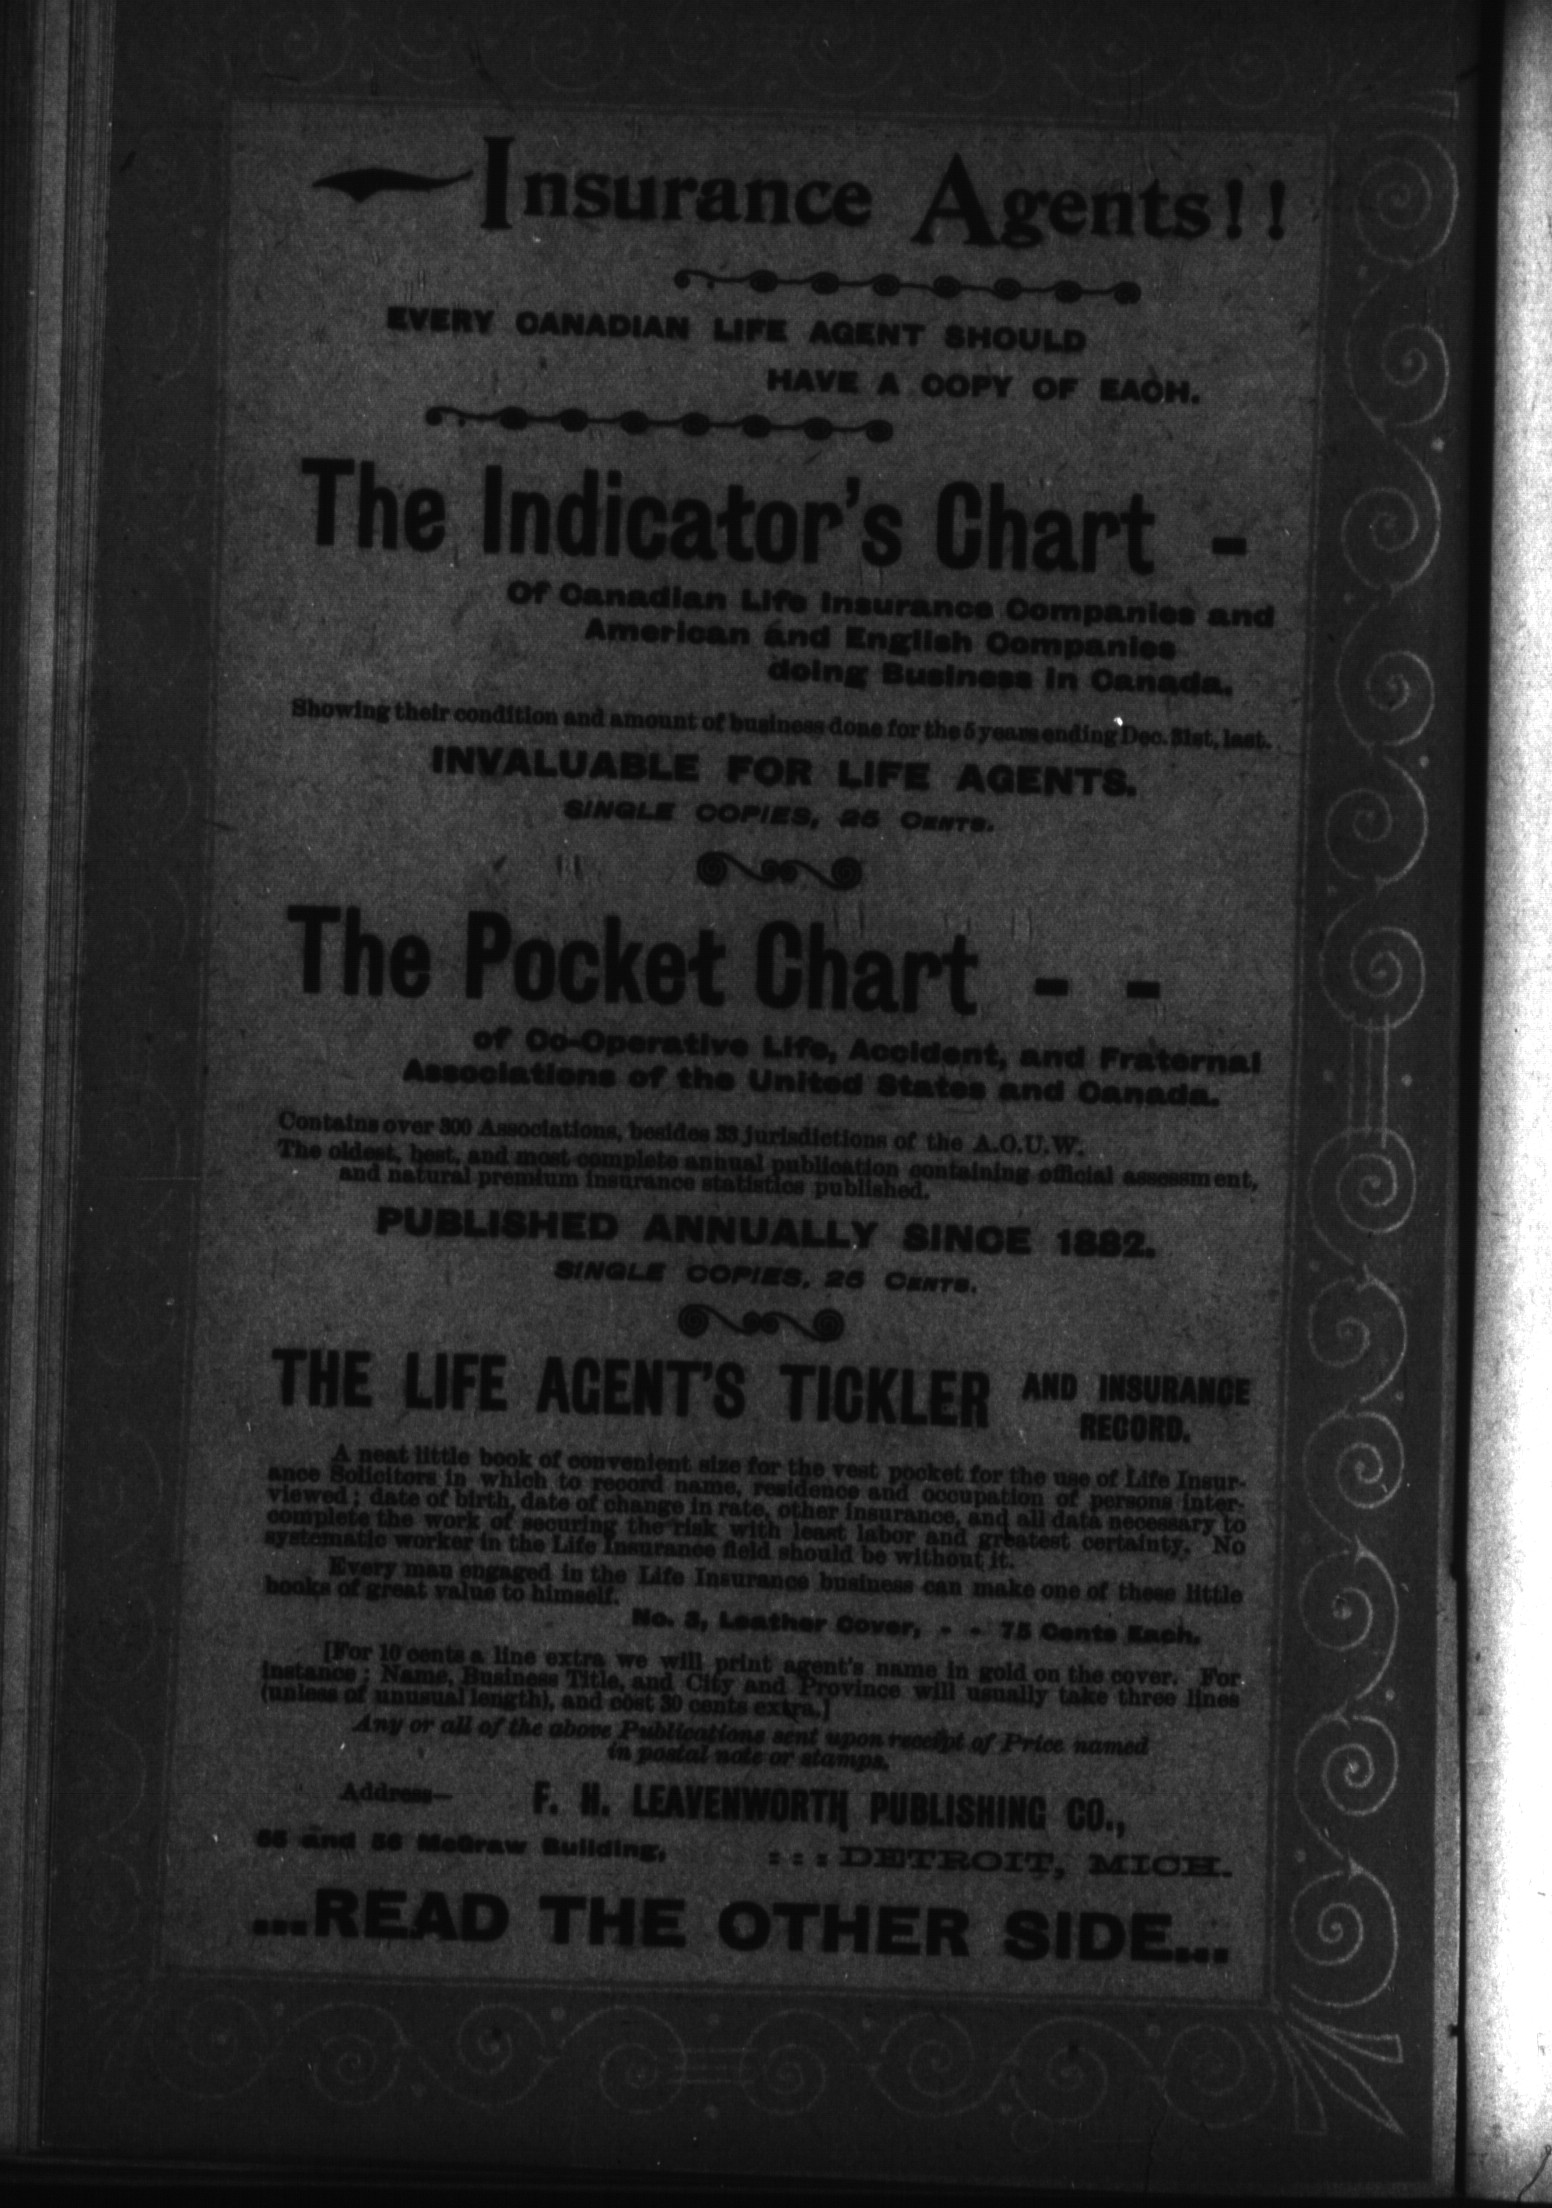 Insurance Agents!!
EVERY CANADIAN LIFE AGENT SHOULD
HAVE A COPY OF EACH.
The Indicator's Chart -
Of Canadian Life Insurance Companies and
American and English Companies
doing Business in Canada.
Showing their condition and amount of business done for the 5 years ending Dec. 31st, last.
INVALUABLE FOR LIFE AGENTS.
SINGLE COPIES, 25 CENTS.
The Pocket Chart - -
of Co-Operative Life, Accident, and Fraternal
Associations of the United States and Canada.
Contains over 300 Associations, besides 33 jurisdictions of the A.O.U.W.
The oldest, best, and most complete annual publication containing official assessment,
and natural premium insurance statistics published.
PUBLISHED ANNUALLY SINCE 1882.
SINGLE COPIES, 25 CENTS.
THE LIFE AGENT'S TICKLER AND INSURANCE
RECORD.
A neat little book of convenient size for the vest pocket for the use of Life Insur-
ance Solicitors in which to record name, residence and occupation of persons inter-
viewed; date of birth, date of change in rate, other insurance, and all data necessary to
complete the work of securing the risk with least labor and greatest certainty. No
systematic worker in the Life Insurance field should be without it.
Every man engaged in the Life Insurance business can make one of these little
books of great value to himself.
No. 3, Leather Cover, - - 75 Cents Each.
[For 10 cents a line extra we will print agent's name in gold on the cover. For
instance: Name, Business Title, and City and Province will usually take three lines
(unless of unusual length), and cost 30 cents extra.]
Any or all of the above Publications sent upon receipt of Price named
in postal note or stamps.
Address— F. H. LEAVENWORTH PUBLISHING CO.,
55 and 56 McGraw Building, : : : DETROIT, MICH.
...READ THE OTHER SIDE...